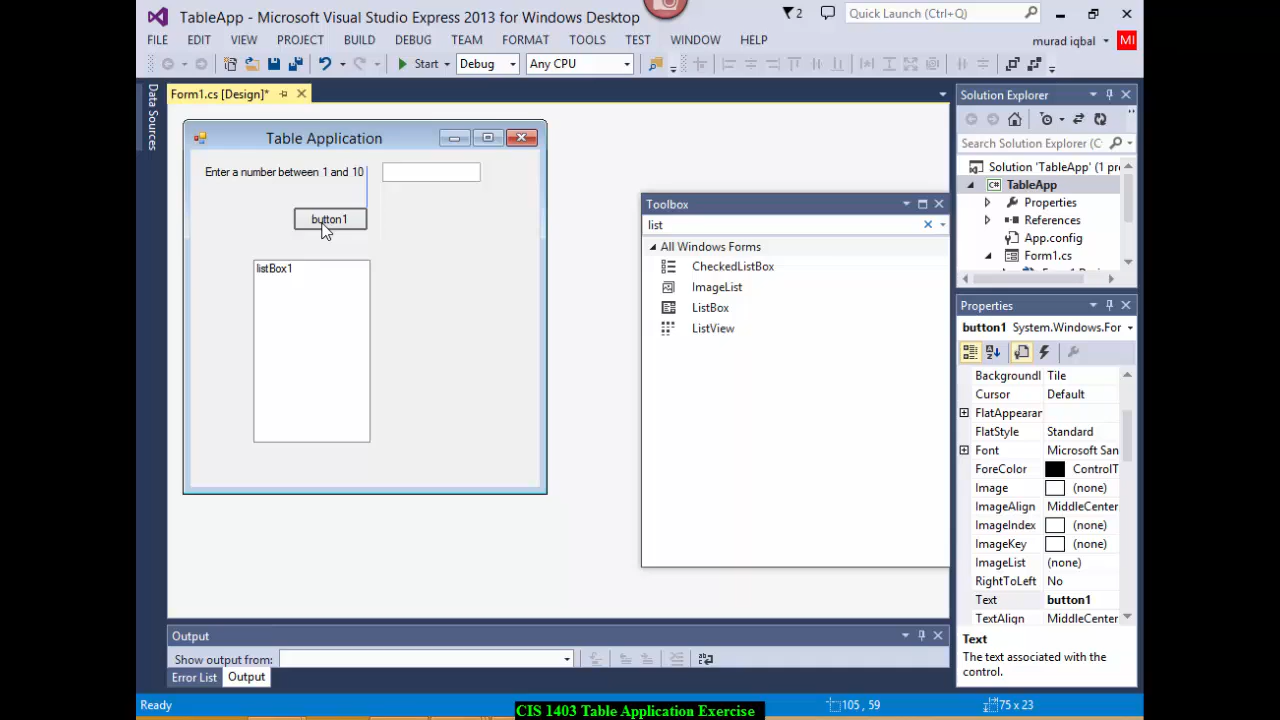 TableApp - Microsoft Visual Studio Express 2013 for Windows Desktop
2
Quick Launch (Ctrl+Q)
FILE EDIT VIEW PROJECT BUILD DEBUG TEAM FORMAT TOOLS TEST WINDOW HELP
murad iqbal MI
Start Debug Any CPU
Data Sources
Form1.cs [Design]*
Table Application
Enter a number between 1 and 10
button1
listBox1
Toolbox
list
All Windows Forms
CheckedListBox
ImageList
ListBox
ListView
Solution Explorer
Search Solution Explorer (C
Solution 'TableApp' (1 pr
C# TableApp
Properties
References
App.config
Form1.cs
Properties
button1 System.Windows.For
BackgroundI Tile
Cursor Default
FlatAppearar
FlatStyle Standard
Font Microsoft San
ForeColor ControlT
Image (none)
ImageAlign MiddleCenter
ImageIndex (none)
ImageKey (none)
ImageList (none)
RightToLeft No
Text button1
TextAlign MiddleCenter
Text
The text associated with the
control.
Output
Show output from:
Error List Output
Ready
105 , 59
75 x 23
CIS 1403 Table Application Exercise